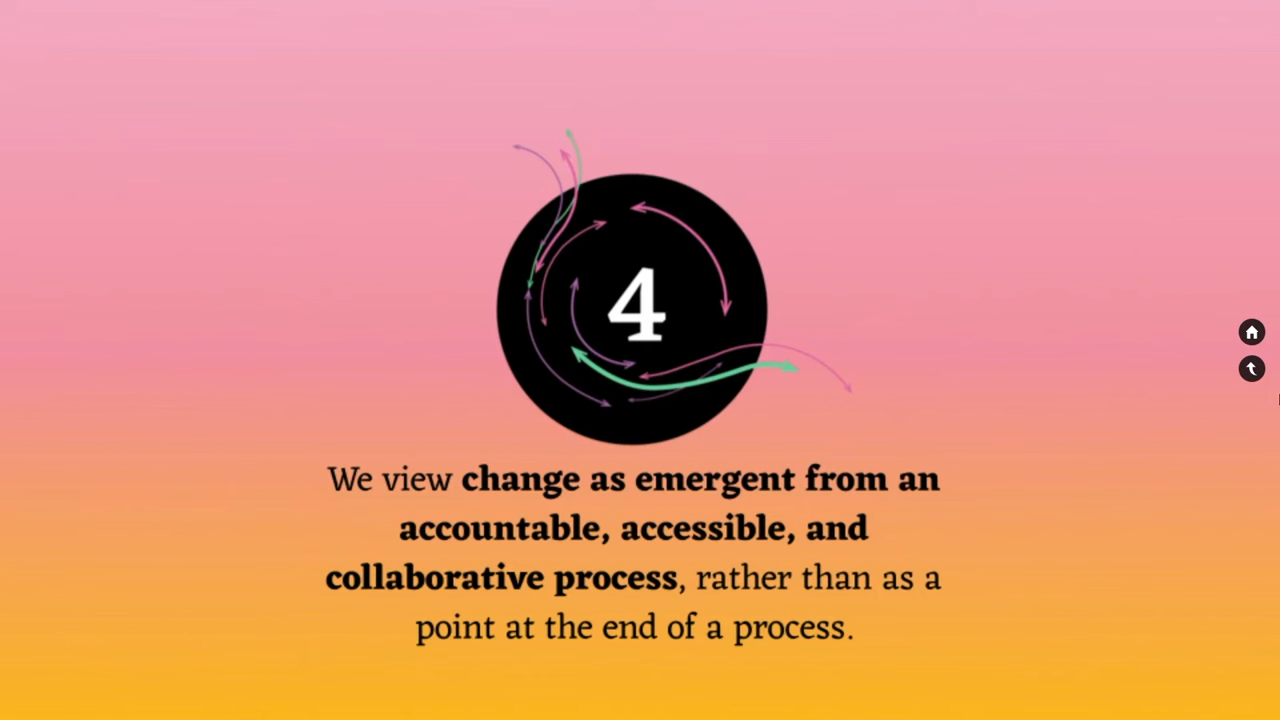 4
We view change as emergent from an
accountable, accessible, and
collaborative process, rather than as a
point at the end of a process.